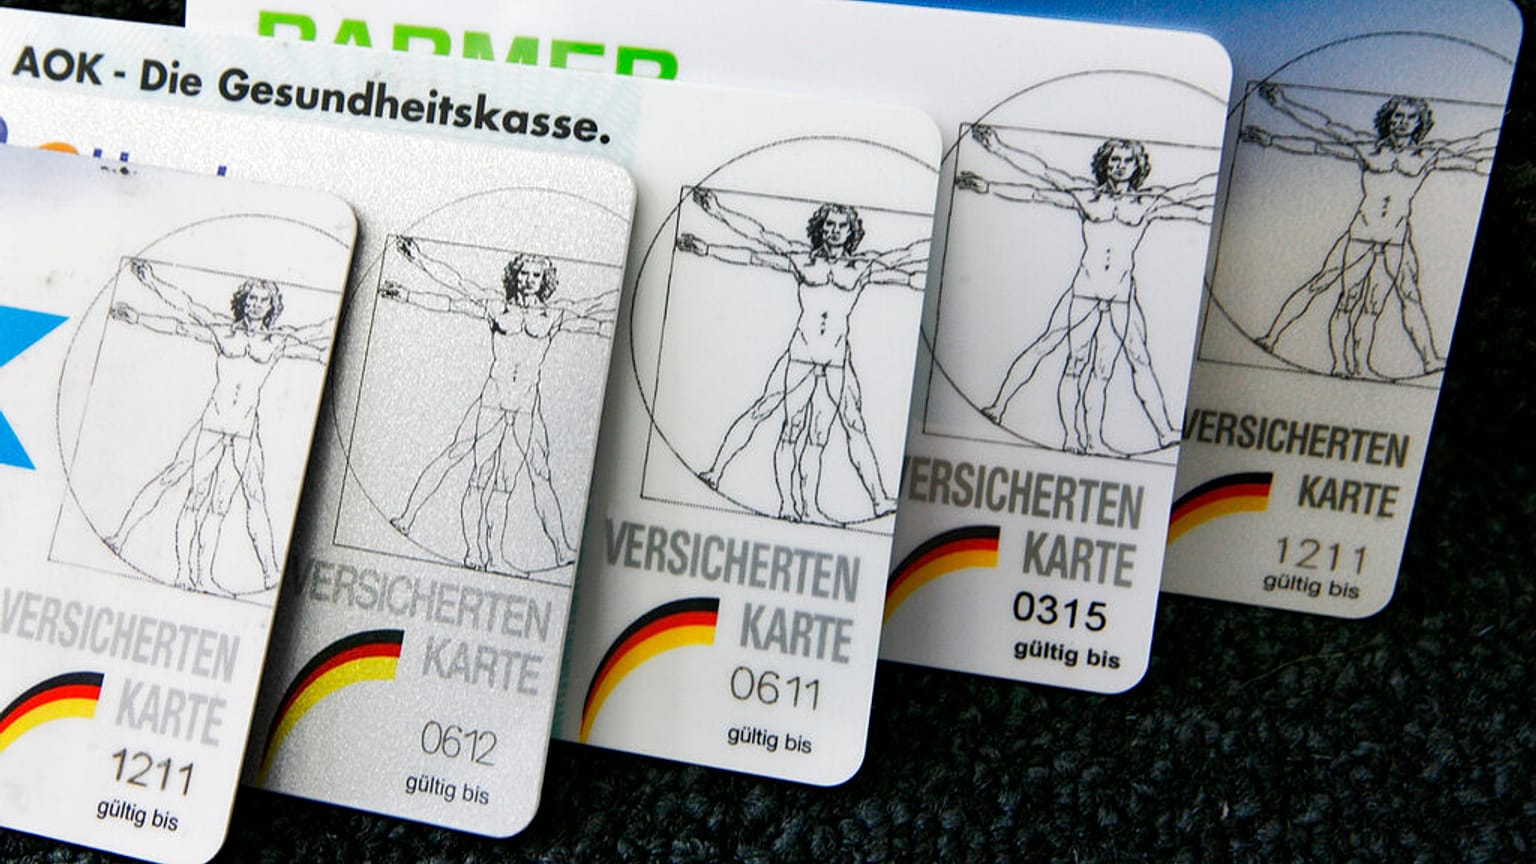 BARMER
AOK - Die Gesundheitskasse.
VERSICHERTEN
KARTE
1211
gültig bis
VERSICHERTEN
KARTE
0612
gültig bis
VERSICHERTEN
KARTE
0611
gültig bis
VERSICHERTEN
KARTE
0315
gültig bis
VERSICHERTEN
KARTE
1211
gültig bis